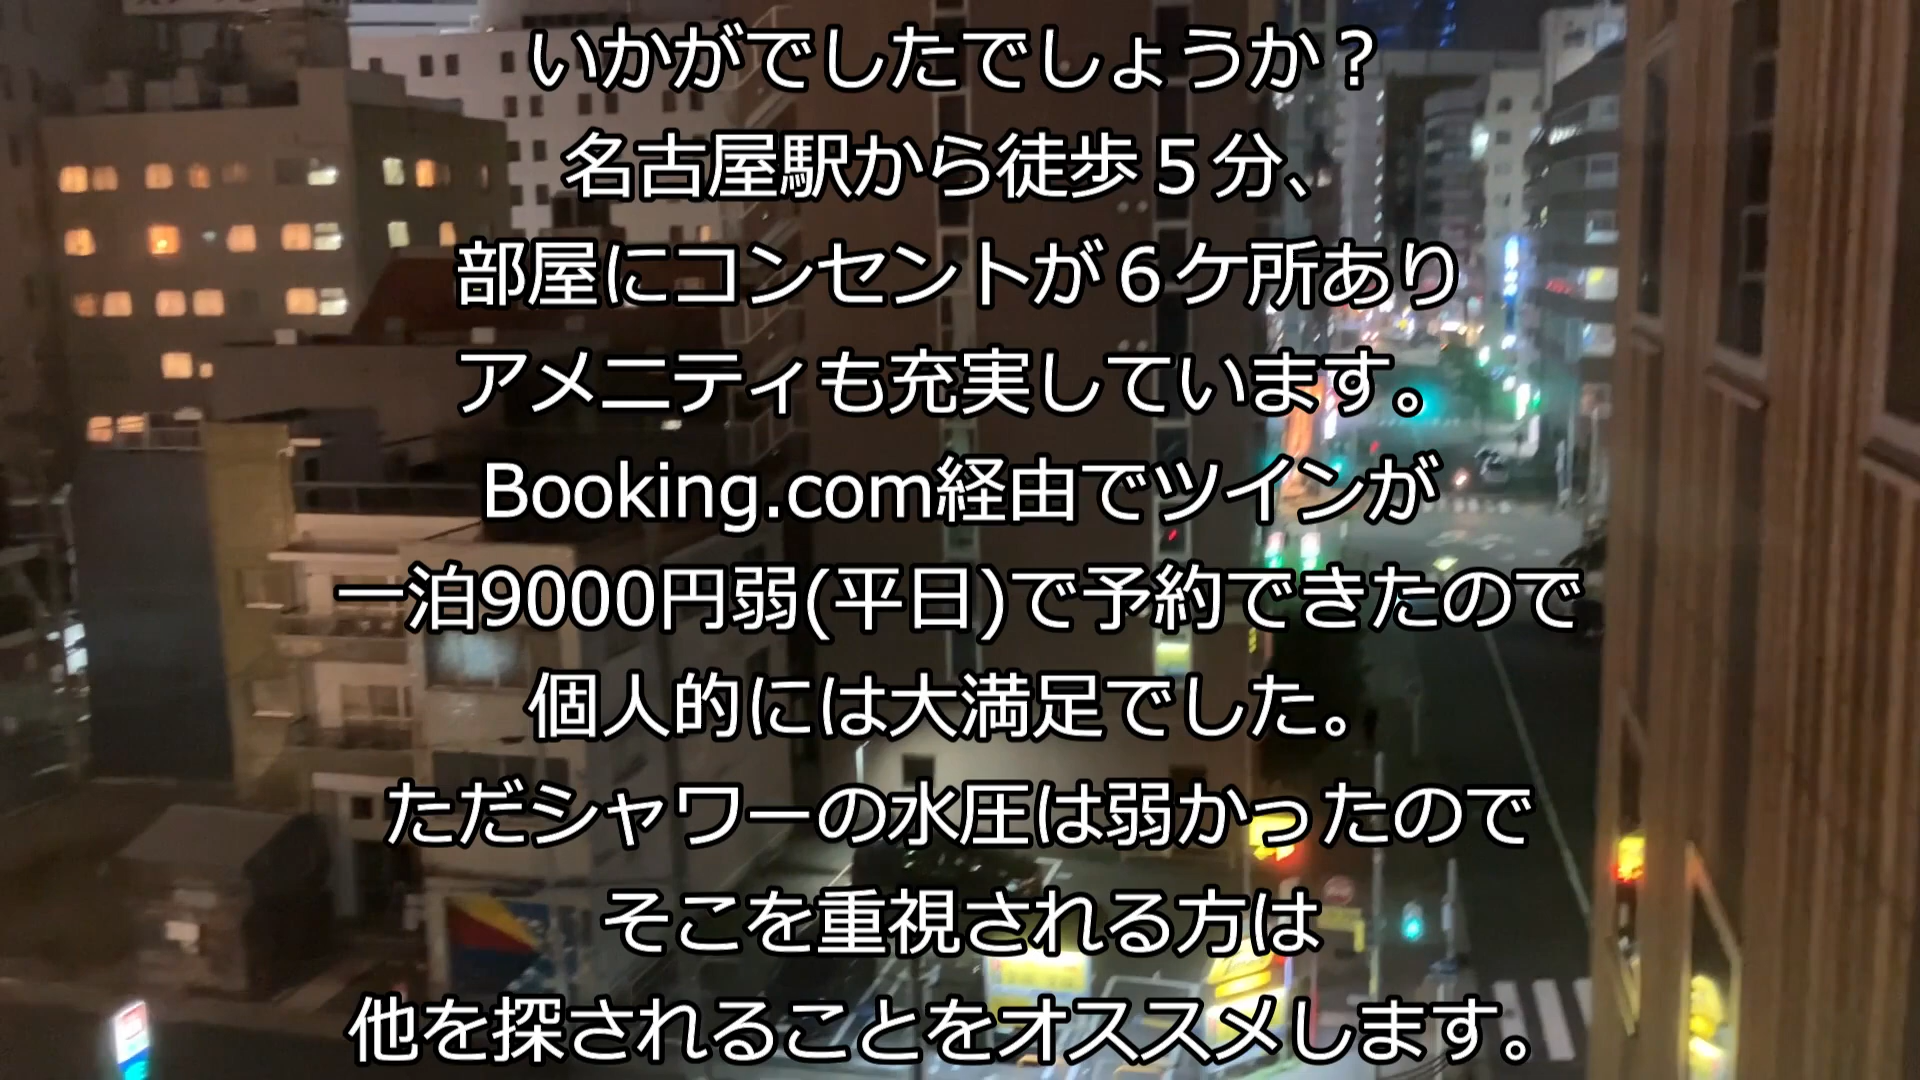 いかがでしたでしょうか？
名古屋駅から徒歩５分、
部屋にコンセントが６ケ所あり
アメニティも充実しています。
Booking.com経由でツインが
一泊9000円弱(平日)で予約できたので
個人的には大満足でした。
ただシャワーの水圧は弱かったので
そこを重視される方は
他を探されることをオススメします。